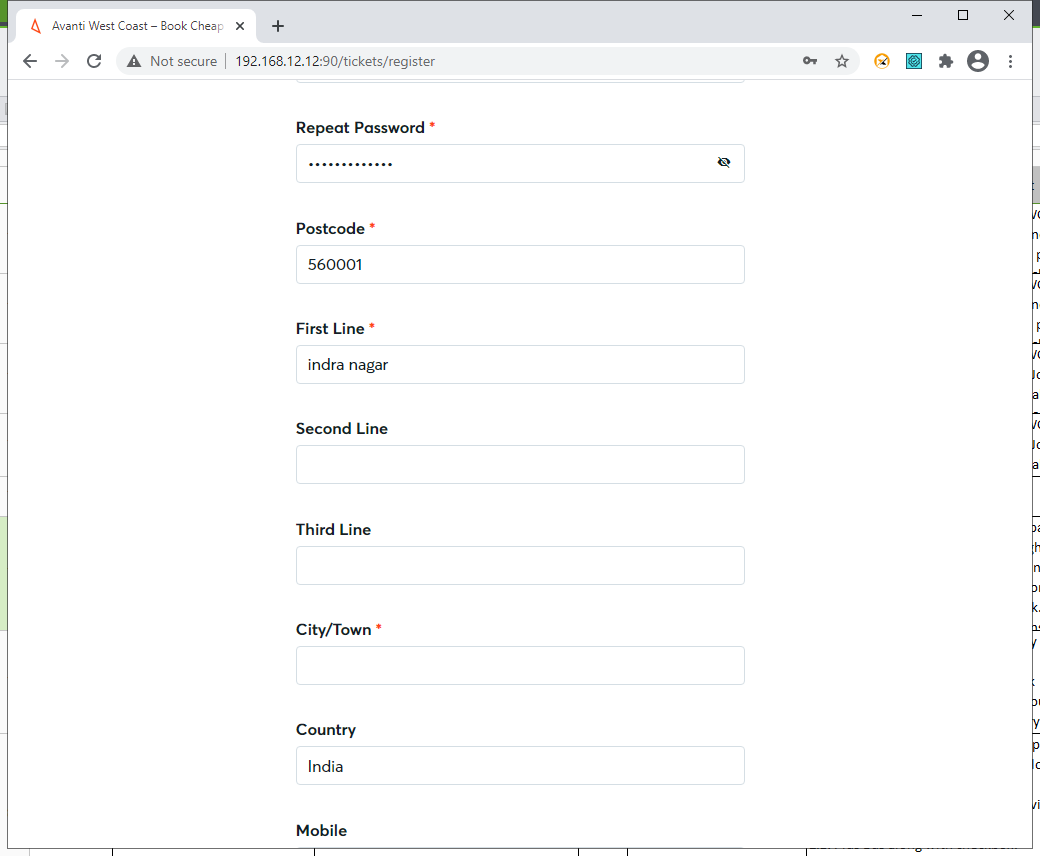 Avanti West Coast – Book Cheap
Not secure
192.168.12.12:90/tickets/register
Repeat Password *
•••••••••••••
Postcode *
560001
First Line *
indra nagar
Second Line
Third Line
City/Town *
Country
India
Mobile